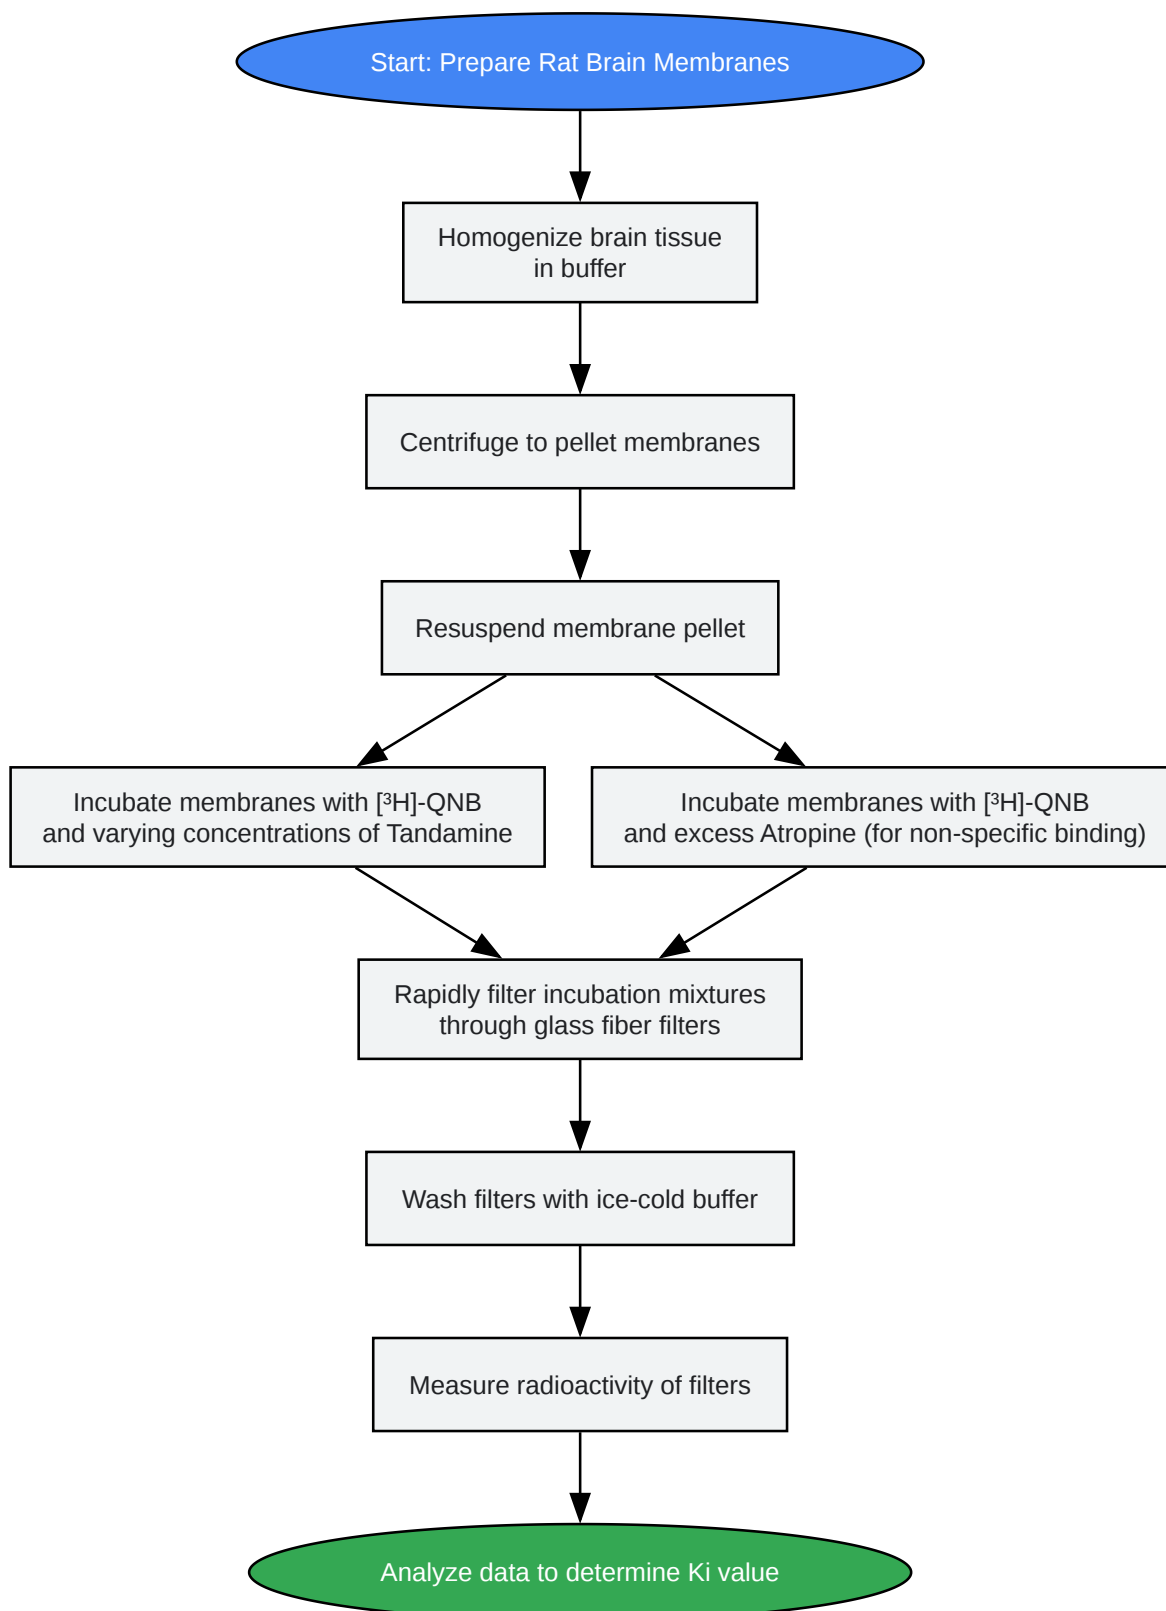 Start: Prepare Rat Brain Membranes
Homogenize brain tissue
in buffer
Centrifuge to pellet membranes
Resuspend membrane pellet
Incubate membranes with [³H]-QNB
and varying concentrations of Tandamine
Incubate membranes with [³H]-QNB
and excess Atropine (for non-specific binding)
Rapidly filter incubation mixtures
through glass fiber filters
Wash filters with ice-cold buffer
Measure radioactivity of filters
Analyze data to determine Ki value